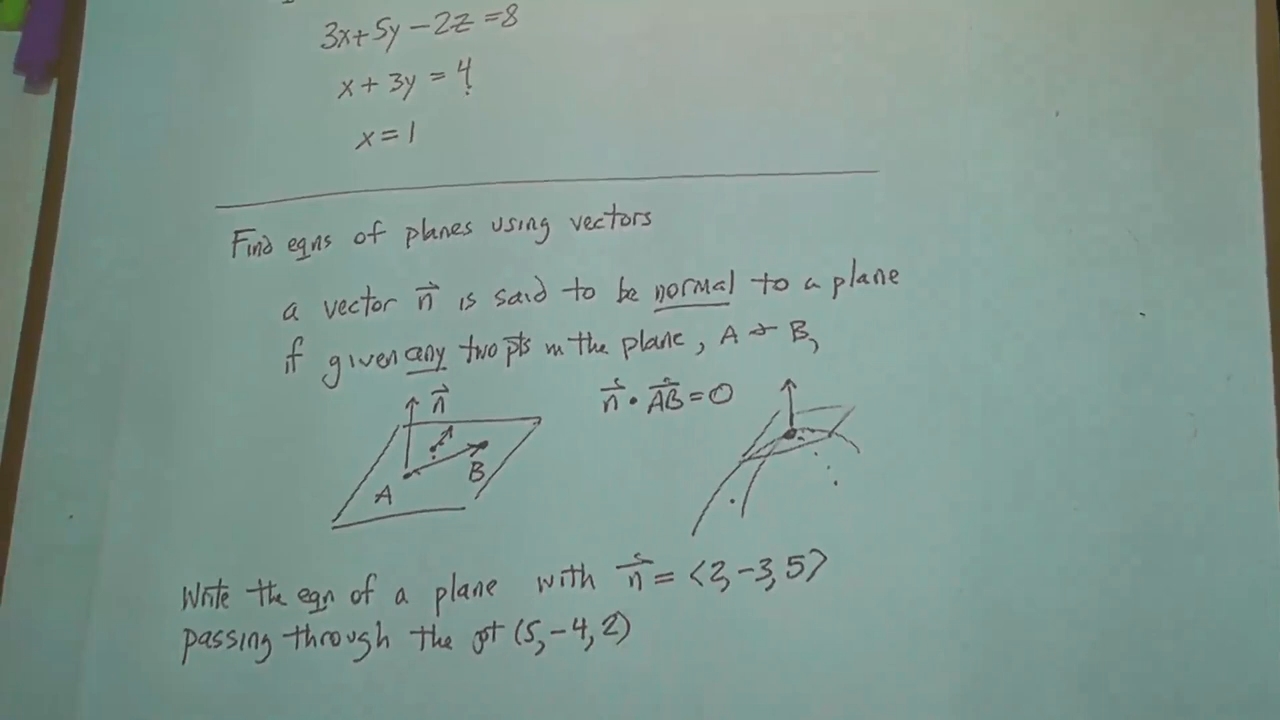 3x+5y-2z=8
x+3y=4
x=1
Find eqns of planes using vectors
a vector n⃗ is said to be normal to a plane
if given any two pts in the plane, A & B,
n⃗ • A⃗B⃗ = 0
n⃗
A
B
Write the eqn of a plane with n⃗ = <2,-3,5>
passing through the pt (5,-4,2)